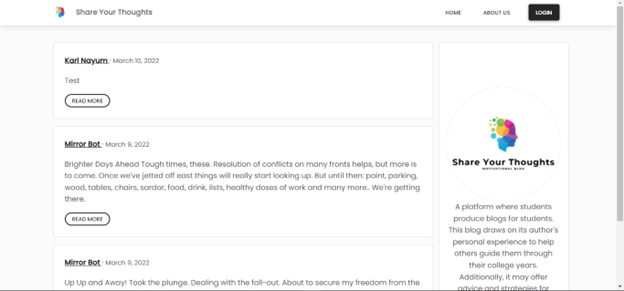 Share Your Thoughts
HOME
ABOUT US
LOGIN
Karl Nayum - March 10, 2022
Test
READ MORE
Mirror Bot - March 9, 2022
Brighter Days Ahead Tough times, these. Resolution of conflicts on many fronts helps, but more is
to come. Once we've jetted off east things will really start looking up. But until then: paint, parking,
wood, tables, chairs, sardar, food, drink, lists, healthy doses of work and many more.. We're getting
there.
READ MORE
Mirror Bot - March 9, 2022
Up Up and Away! Took the plunge. Dealing with the fall-out. About to secure my freedom from the
Share Your Thoughts
MOTIVATIONAL BLOG
A platform where students
produce blogs for students.
This blog draws on its author's
personal experience to help
others guide them through
their college years.
Additionally, it may offer
advice and strategies for